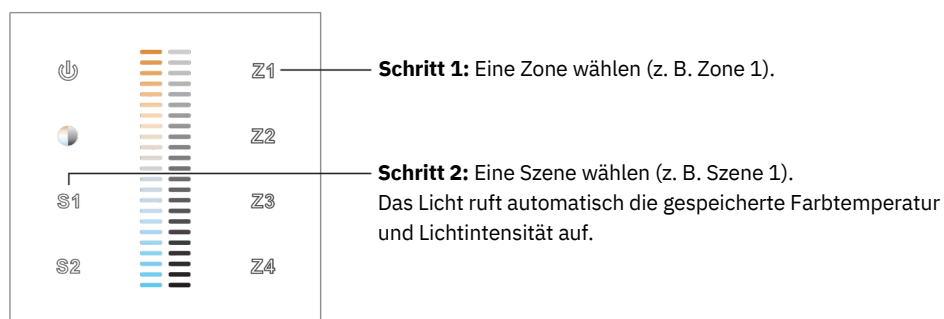 Z1
Schritt 1: Eine Zone wählen (z. B. Zone 1).
Z2
Schritt 2: Eine Szene wählen (z. B. Szene 1).
S1
Z3
Das Licht ruft automatisch die gespeicherte Farbtemperatur
und Lichtintensität auf.
S2
Z4